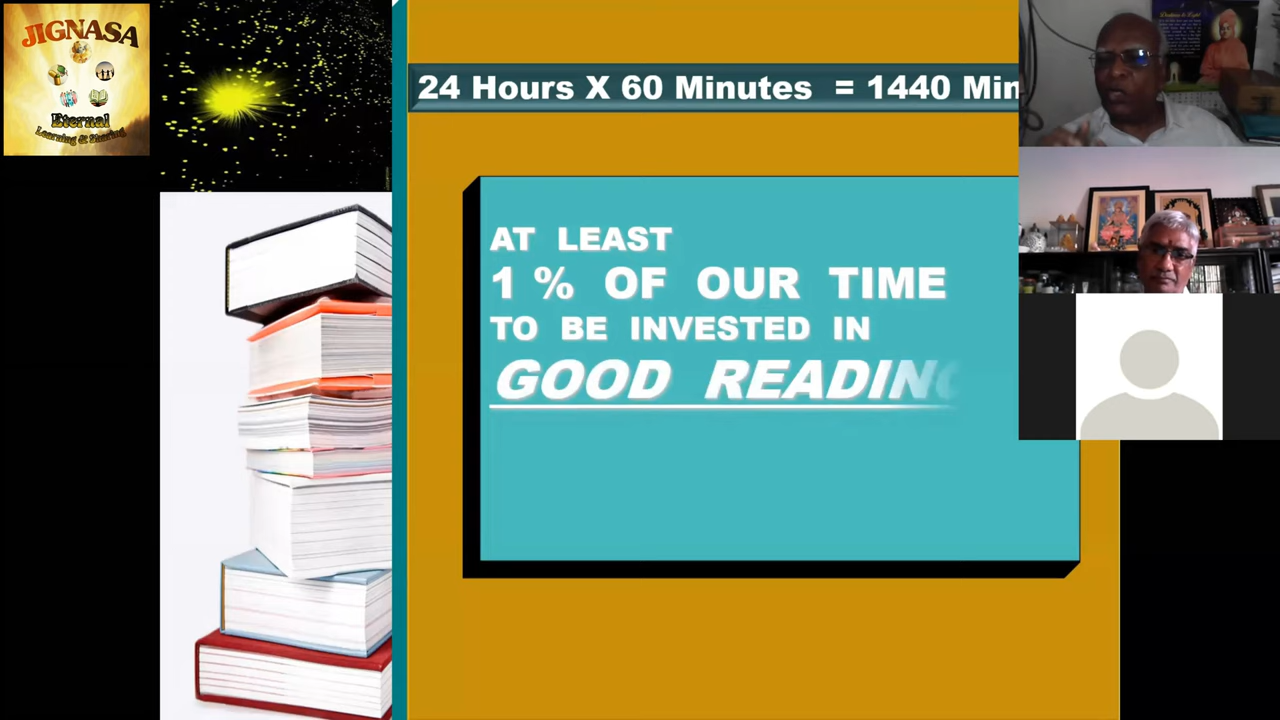 JIGNASA
Eternal
Learning & Sharing
24 Hours X 60 Minutes = 1440 Min
AT LEAST
1 % OF OUR TIME
TO BE INVESTED IN
GOOD READING